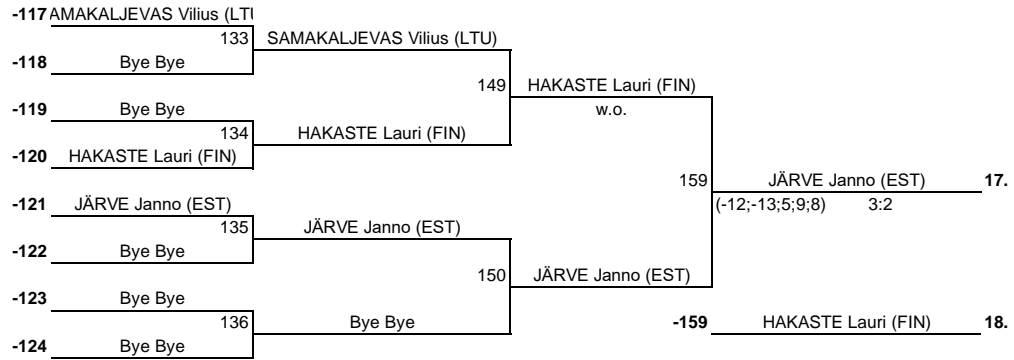 -117 AMAKALJEVAS Vilius (LTU
133 SAMAKALJEVAS Vilius (LTU)
-118 Bye Bye
149 HAKASTE Lauri (FIN)
-119 Bye Bye
w.o.
134 HAKASTE Lauri (FIN)
-120 HAKASTE Lauri (FIN)
159 JÄRVE Janno (EST) 17.
-121 JÄRVE Janno (EST)
(-12;-13;5;9;8) 3:2
135 JÄRVE Janno (EST)
-122 Bye Bye
150 JÄRVE Janno (EST)
-123 Bye Bye
136 Bye Bye
-159 HAKASTE Lauri (FIN) 18.
-124 Bye Bye